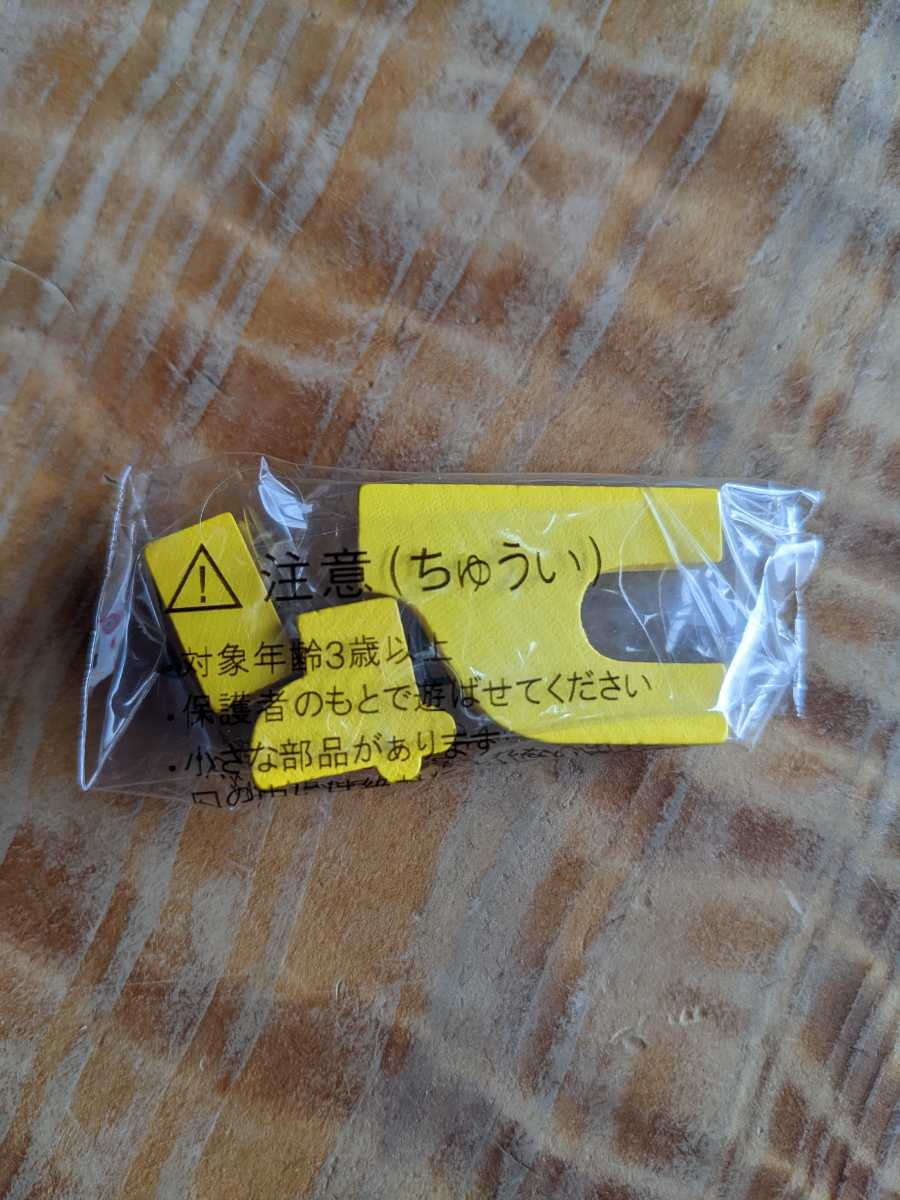 注意(ちゅうい)
・対象年齢3歳以上
・保護者のもとで遊ばせてください
・小さな部品があります